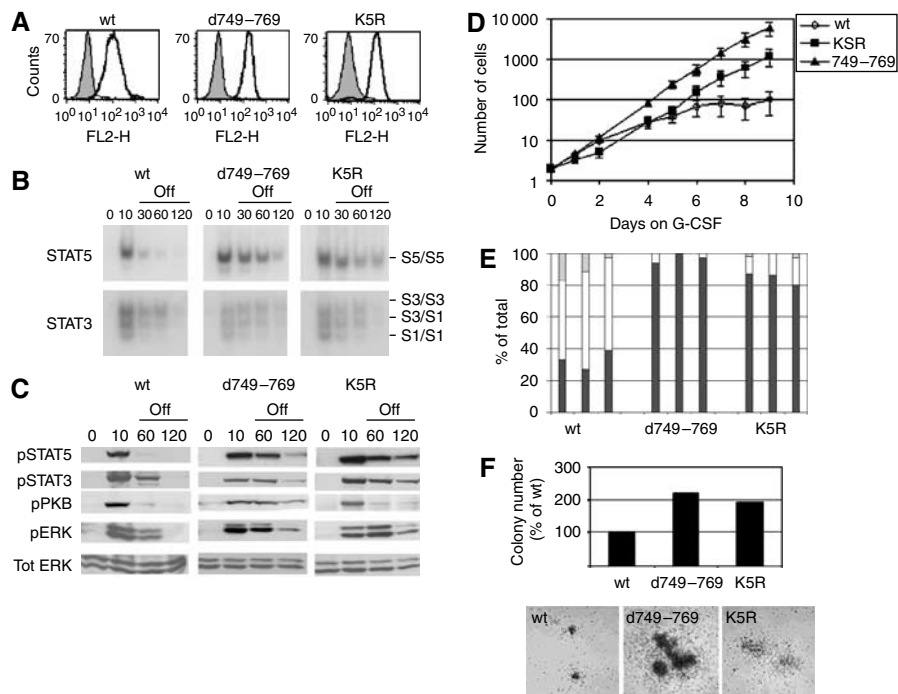 A
wt d749–769 K5R
70 70 70
Counts
10⁰ 10¹ 10² 10³ 10⁴ 10⁰ 10¹ 10² 10³ 10⁴ 10⁰ 10¹ 10² 10³ 10⁴
FL2-H FL2-H FL2-H
B
wt d749–769 K5R
Off Off Off
0 10 30 60 120 0 10 30 60 120 0 10 30 60 120
STAT5
S5/S5
STAT3
S3/S3
S3/S1
S1/S1
C
wt d749–769 K5R
Off Off Off
0 10 60 120 0 10 60 120 0 10 60 120
pSTAT5
pSTAT3
pPKB
pERK
Tot ERK
D
Number of cells
10 000
1000
100
10
1
0 2 4 6 8 10
Days on G-CSF
wt
KSR
749–769
E
% of total
100
80
60
40
20
0
wt d749–769 K5R
F
Colony number
(% of wt)
300
200
100
wt d749–769 K5R
wt d749–769 K5R